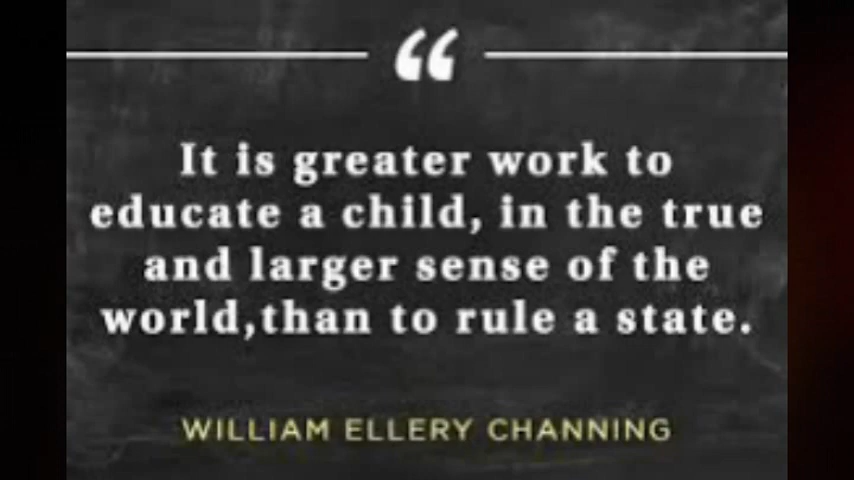 “
It is greater work to
educate a child, in the true
and larger sense of the
world,than to rule a state.
WILLIAM ELLERY CHANNING